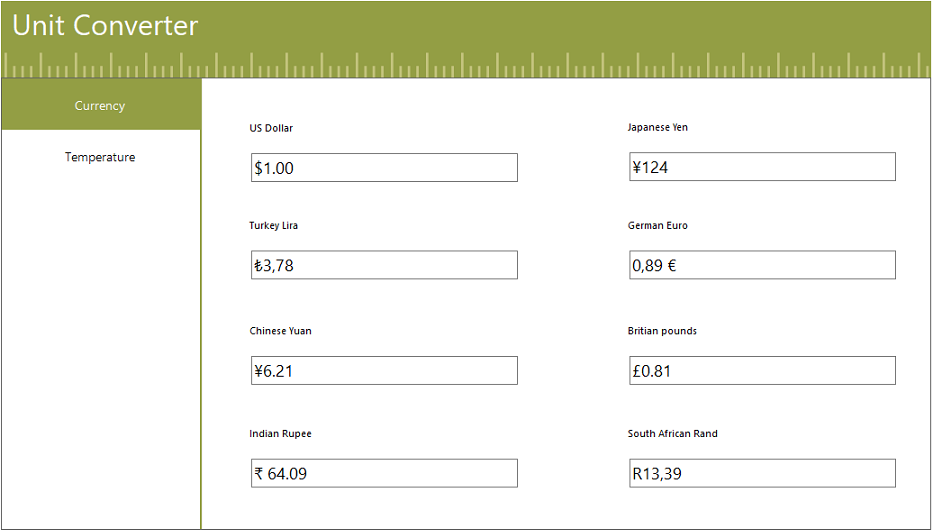 Unit Converter
Currency
Temperature
US Dollar
Japanese Yen
$1.00
¥124
Turkey Lira
German Euro
₺3,78
0,89 €
Chinese Yuan
Britian pounds
¥6.21
£0.81
Indian Rupee
South African Rand
₹ 64.09
R13,39